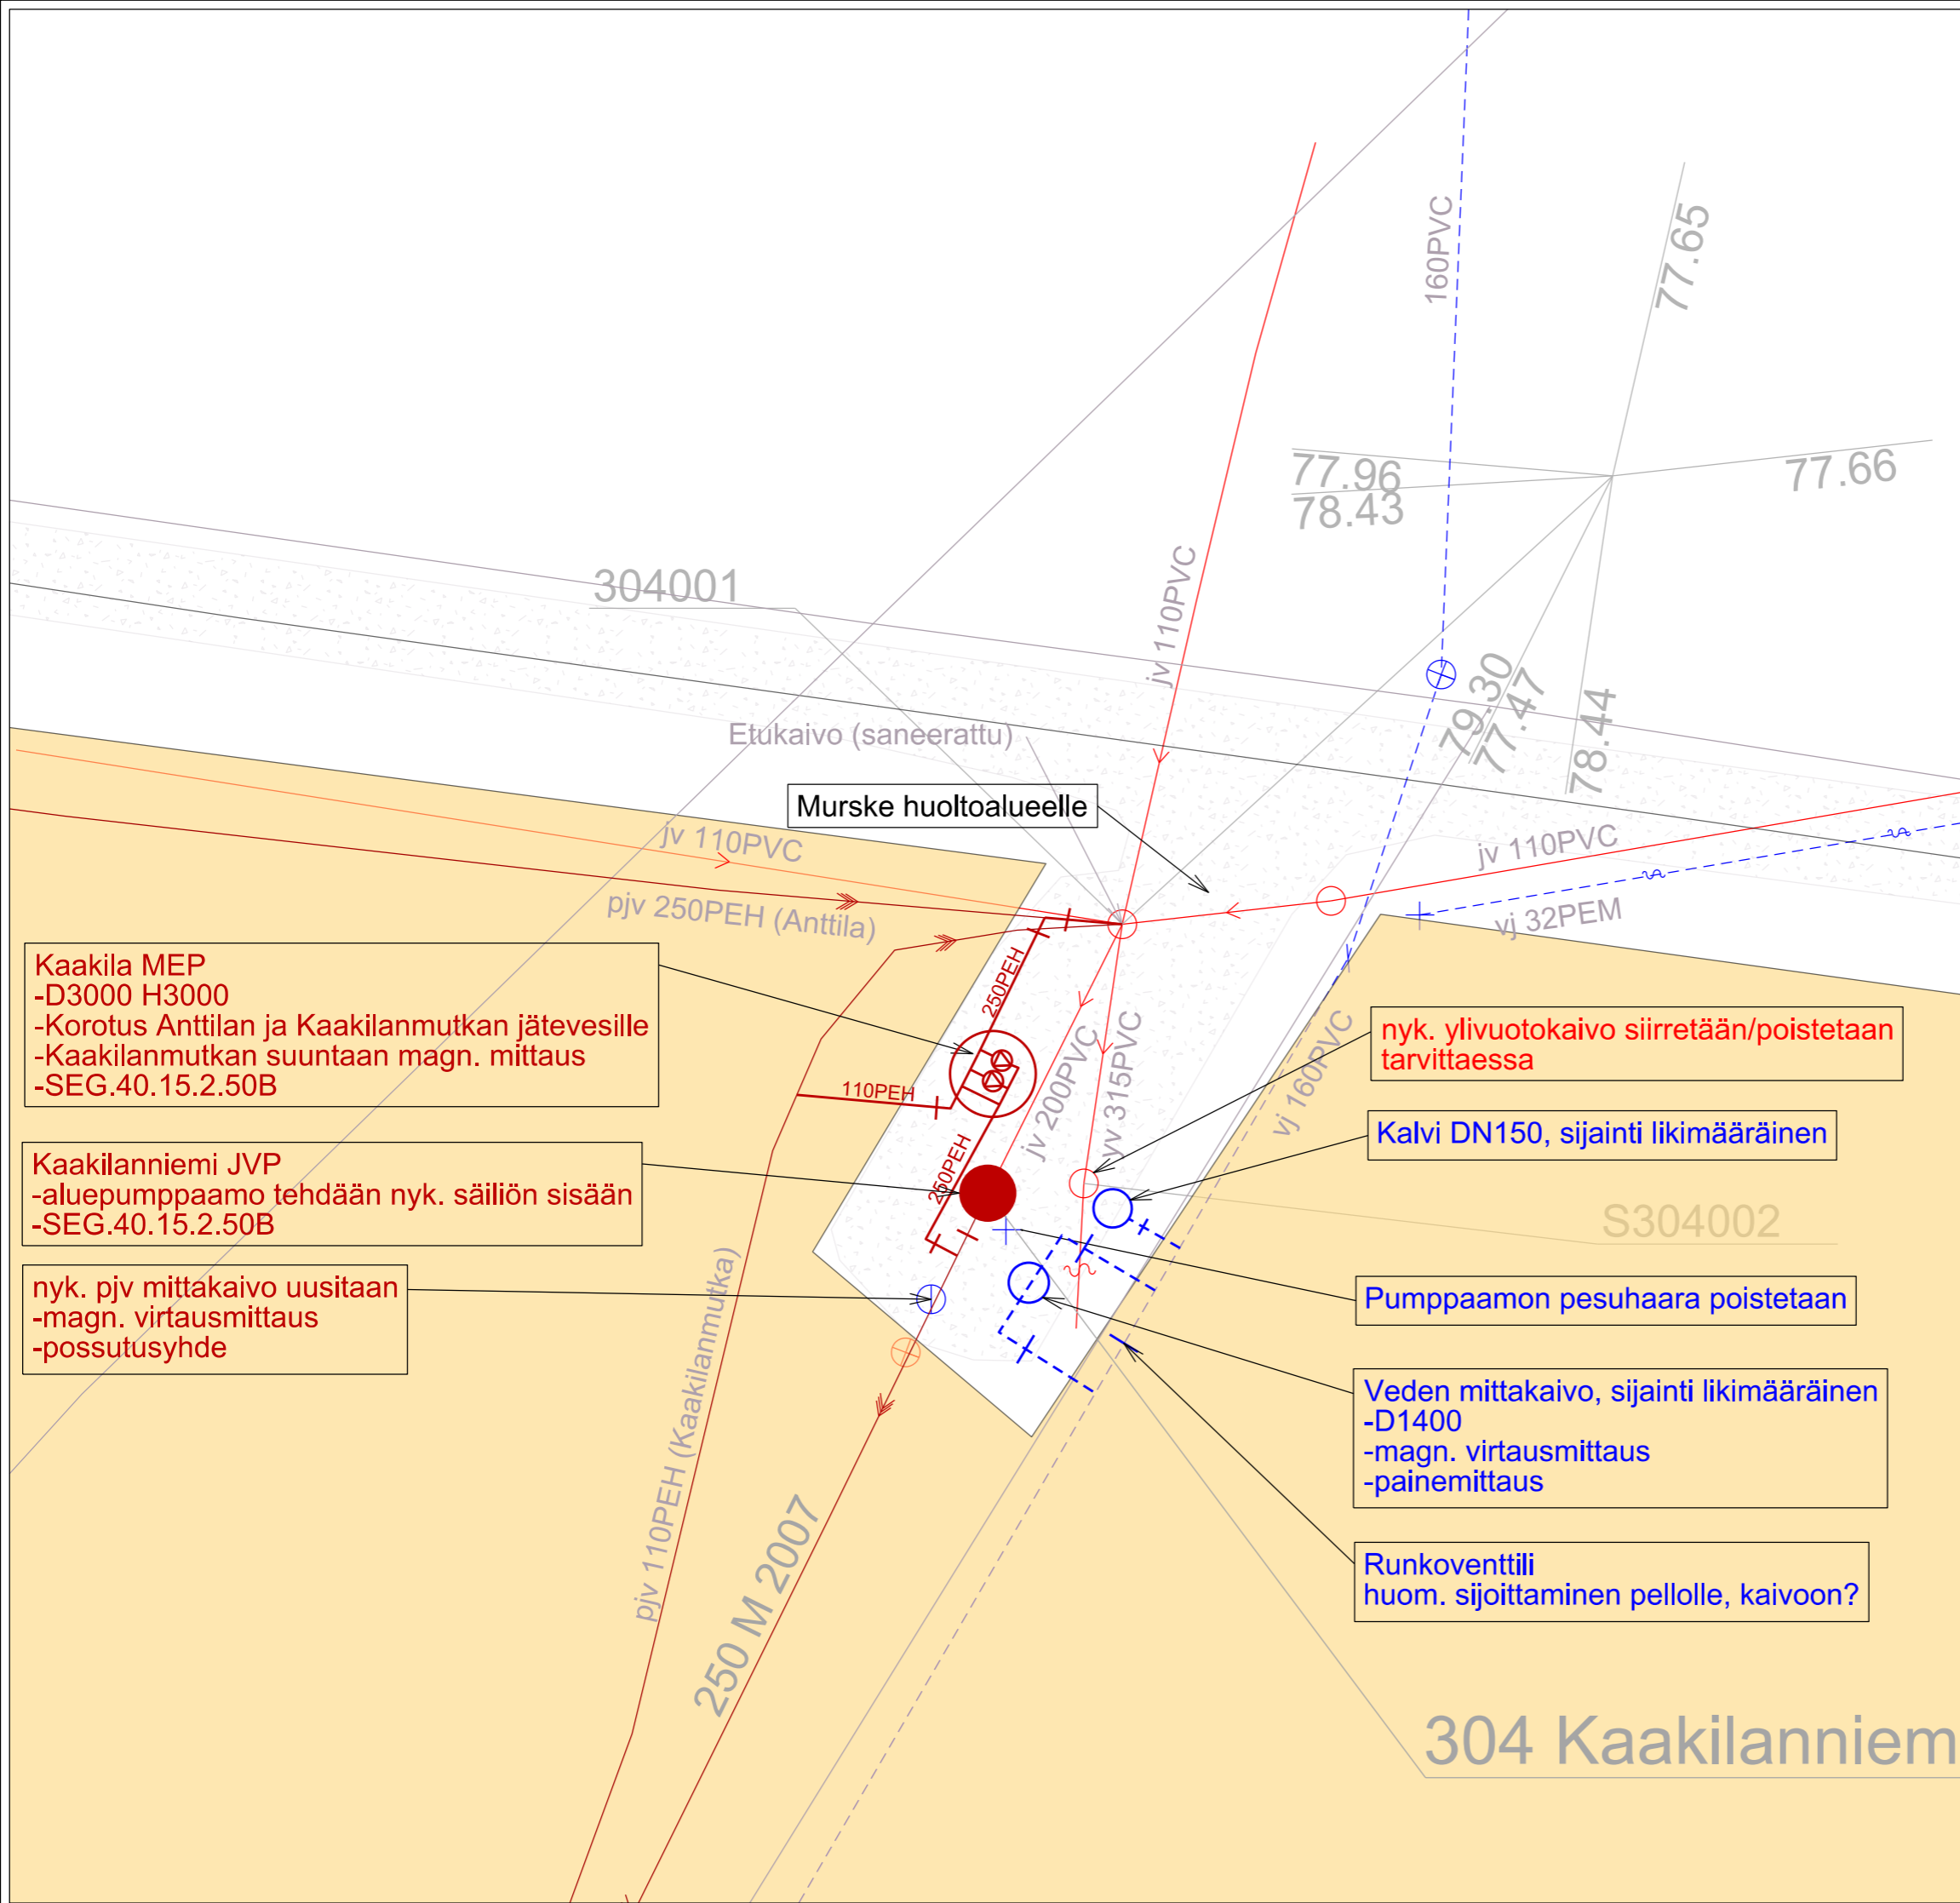 160PVC
77.65
77.96
78.43
77.66
304001
jv 110PVC
79.30
77.47
78.44
Etukaivo (saneerattu)
Murske huoltoalueelle
jv 110PVC
jv 110PVC
pjv 250PEH (Anttila)
vj 32PEM
Kaakila MEP
-D3000 H3000
-Korotus Anttilan ja Kaakilanmutkan jätevesille
-Kaakilanmutkan suuntaan magn. mittaus
-SEG.40.15.2.50B
250PEH
110PEH
jv 200PVC
yv 315PVC
vj 160PVC
nyk. ylivuotokaivo siirretään/poistetaan
tarvittaessa
Kalvi DN150, sijainti likimääräinen
Kaakilanniemi JVP
-aluepumppaamo tehdään nyk. säiliön sisään
-SEG.40.15.2.50B
250PEH
S304002
nyk. pjv mittakaivo uusitaan
-magn. virtausmittaus
-possutusyhde
Pumppaamon pesuhaara poistetaan
Veden mittakaivo, sijainti likimääräinen
-D1400
-magn. virtausmittaus
-painemittaus
pjv 110PEH (Kaakilanmutka)
250 M 2007
Runkoventtili
huom. sijoittaminen pellolle, kaivoon?
304 Kaakilanniem